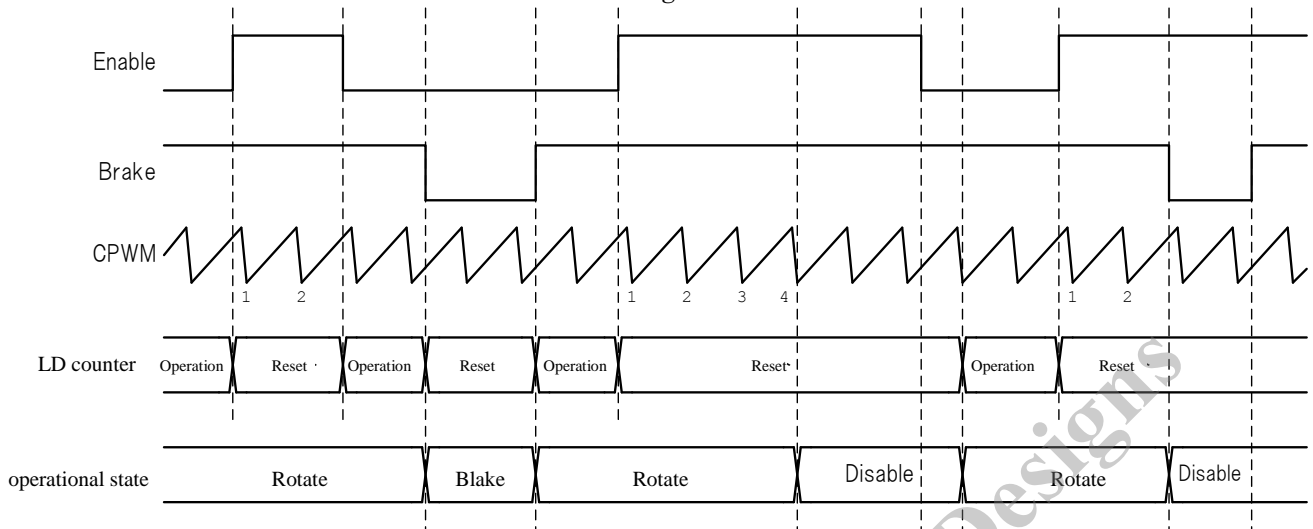 Enable
Brake
CPWM
1 2 1 2 3 4 1 2
LD counter Operation Reset Operation Reset Operation Reset Operation Reset
operational state Rotate Blake Rotate Disable Rotate Disable
Designs